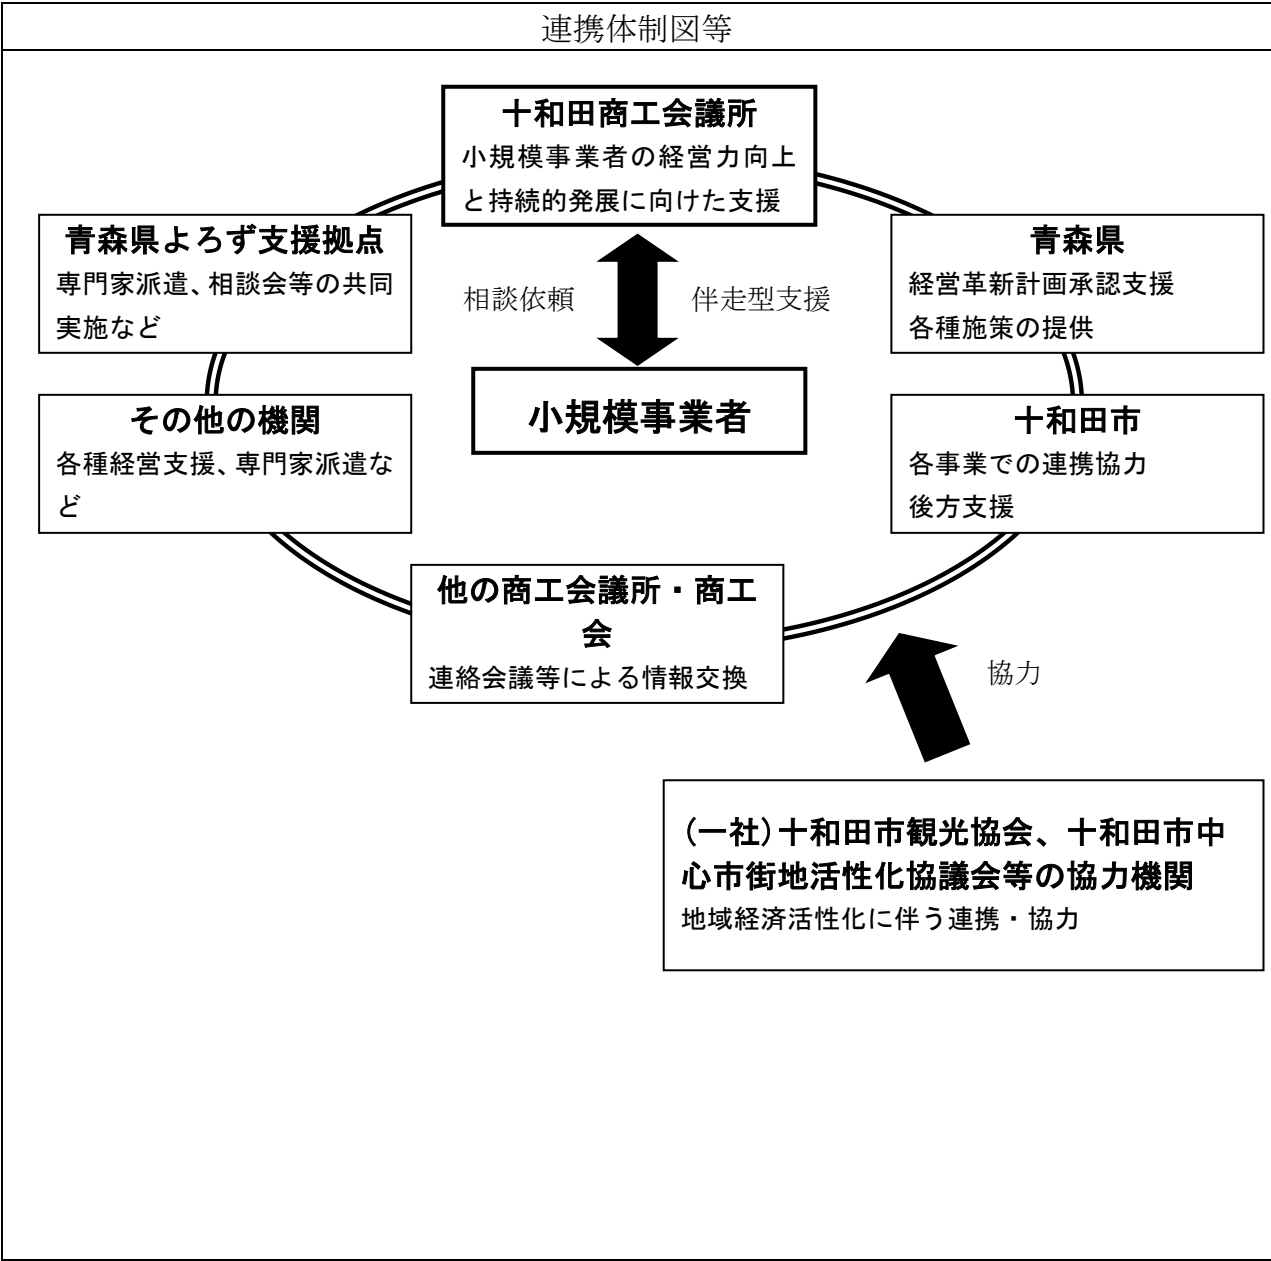 連携体制図等
十和田商工会議所
小規模事業者の経営力向上
と持続的発展に向けた支援
青森県よろず支援拠点
専門家派遣、相談会等の共同
実施など
相談依頼
伴走型支援
青森県
経営革新計画承認支援
各種施策の提供
小規模事業者
その他の機関
各種経営支援、専門家派遣な
ど
十和田市
各事業での連携協力
後方支援
他の商工会議所・商工
会
連絡会議等による情報交換
協力
(一社)十和田市観光協会、十和田市中
心市街地活性化協議会等の協力機関
地域経済活性化に伴う連携・協力